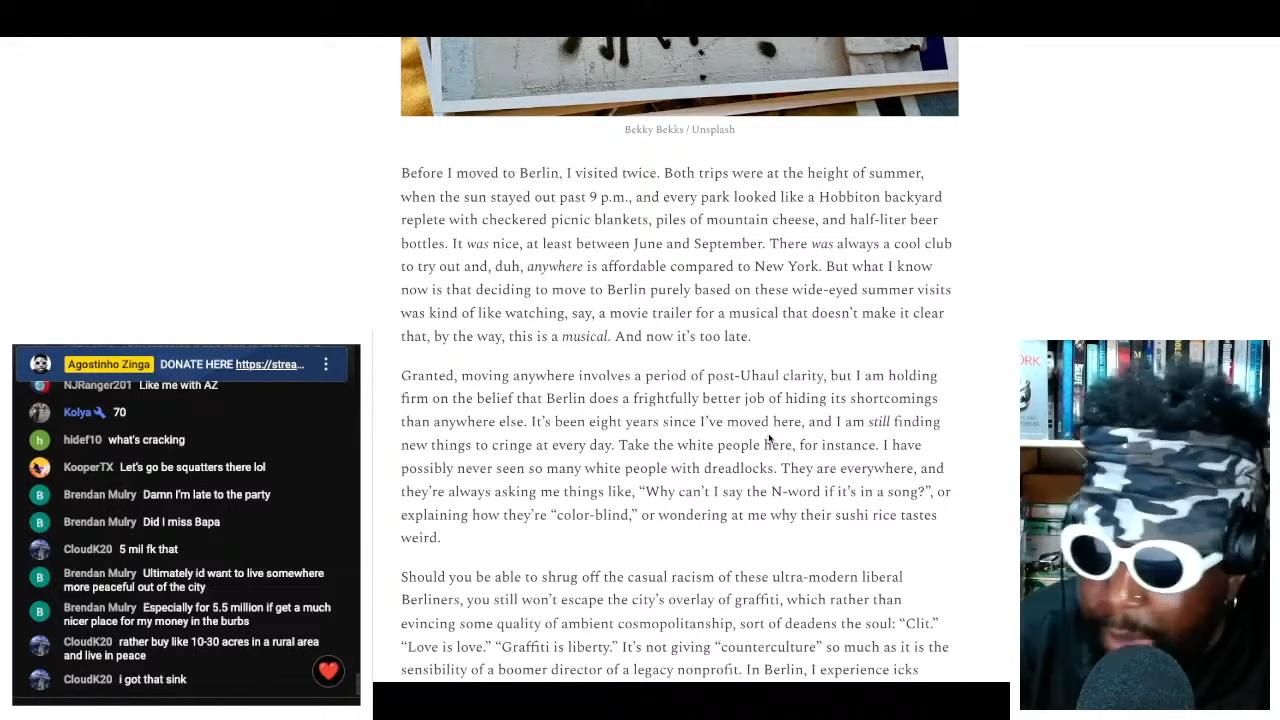 Bekky Bekks / Unsplash
Before I moved to Berlin, I visited twice. Both trips were at the height of summer,
when the sun stayed out past 9 p.m., and every park looked like a Hobbiton backyard
replete with checkered picnic blankets, piles of mountain cheese, and half-liter beer
bottles. It was nice, at least between June and September. There was always a cool club
to try out and, duh, anywhere is affordable compared to New York. But what I know
now is that deciding to move to Berlin purely based on these wide-eyed summer visits
was kind of like watching, say, a movie trailer for a musical that doesn’t make it clear
that, by the way, this is a musical. And now it’s too late.
Granted, moving anywhere involves a period of post-Uhaul clarity, but I am holding
firm on the belief that Berlin does a frightfully better job of hiding its shortcomings
than anywhere else. It’s been eight years since I’ve moved here, and I am still finding
new things to cringe at every day. Take the white people here, for instance. I have
possibly never seen so many white people with dreadlocks. They are everywhere, and
they’re always asking me things like, “Why can’t I say the N-word if it’s in a song?”, or
explaining how they’re “color-blind,” or wondering at me why their sushi rice tastes
weird.
Should you be able to shrug off the casual racism of these ultra-modern liberal
Berliners, you still won’t escape the city’s overlay of graffiti, which rather than
evincing some quality of ambient cosmopolitanship, sort of deadens the soul: “Clit.”
“Love is love.” “Graffiti is liberty.” It’s not giving “counterculture” so much as it is the
sensibility of a boomer director of a legacy nonprofit. In Berlin, I experience icks
Agostinho Zinga DONATE HERE https://strea...
NJRanger201 Like me with AZ
Kolya 70
h hidef10 what's cracking
KooperTX Let's go be squatters there lol
B Brendan Mulry Damn I'm late to the party
B Brendan Mulry Did I miss Bapa
CloudK20 5 mil fk that
B Brendan Mulry Ultimately id want to live somewhere
more peaceful out of the city
B Brendan Mulry Especially for 5.5 million if get a much
nicer place for my money in the burbs
CloudK20 rather buy like 10-30 acres in a rural area
and live in peace
CloudK20 i got that sink